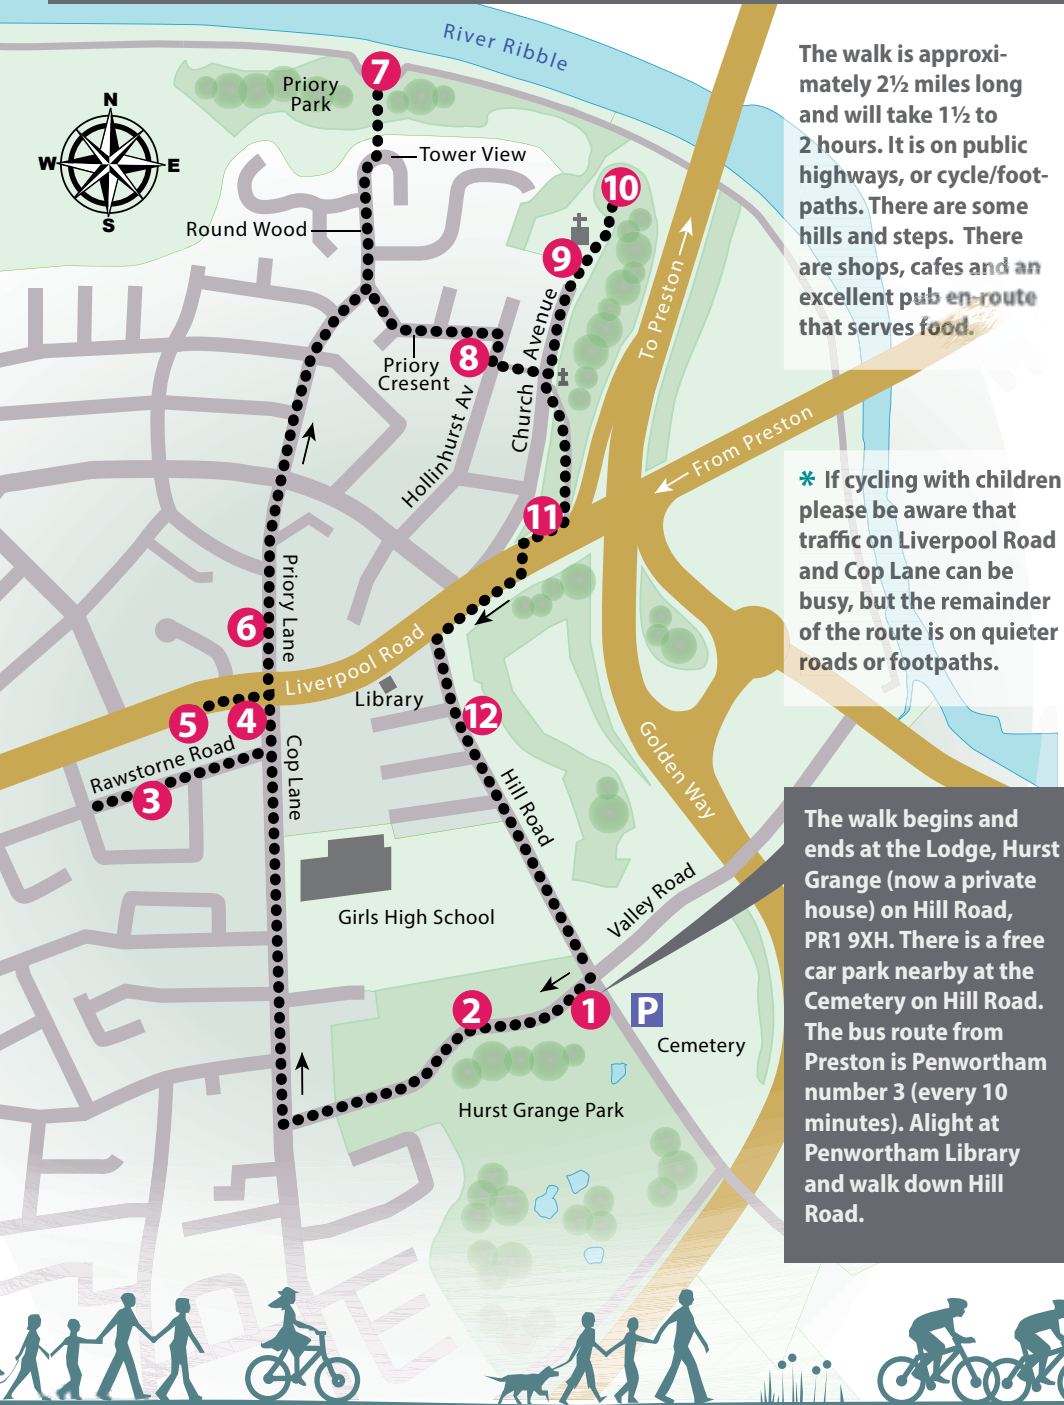 River Ribble
7
Priory
Park
N
W
E
S
Tower View
Round Wood
10
9
To Preston
Church Avenue
8
Priory
Cresent
Hollinhurst Av
From Preston
11
Priory Lane
6
Liverpool Road
Library
5
4
12
Rawstorne Road
3
Cop Lane
Hill Road
Golden Way
Girls High School
Valley Road
2
1
P
Cemetery
Hurst Grange Park
The walk is approxi-
mately 2½ miles long
and will take 1½ to
2 hours. It is on public
highways, or cycle/foot-
paths. There are some
hills and steps. There
are shops, cafes and an
excellent pub en-route
that serves food.
* If cycling with children
please be aware that
traffic on Liverpool Road
and Cop Lane can be
busy, but the remainder
of the route is on quieter
roads or footpaths.
The walk begins and
ends at the Lodge, Hurst
Grange (now a private
house) on Hill Road,
PR1 9XH. There is a free
car park nearby at the
Cemetery on Hill Road.
The bus route from
Preston is Penwortham
number 3 (every 10
minutes). Alight at
Penwortham Library
and walk down Hill
Road.